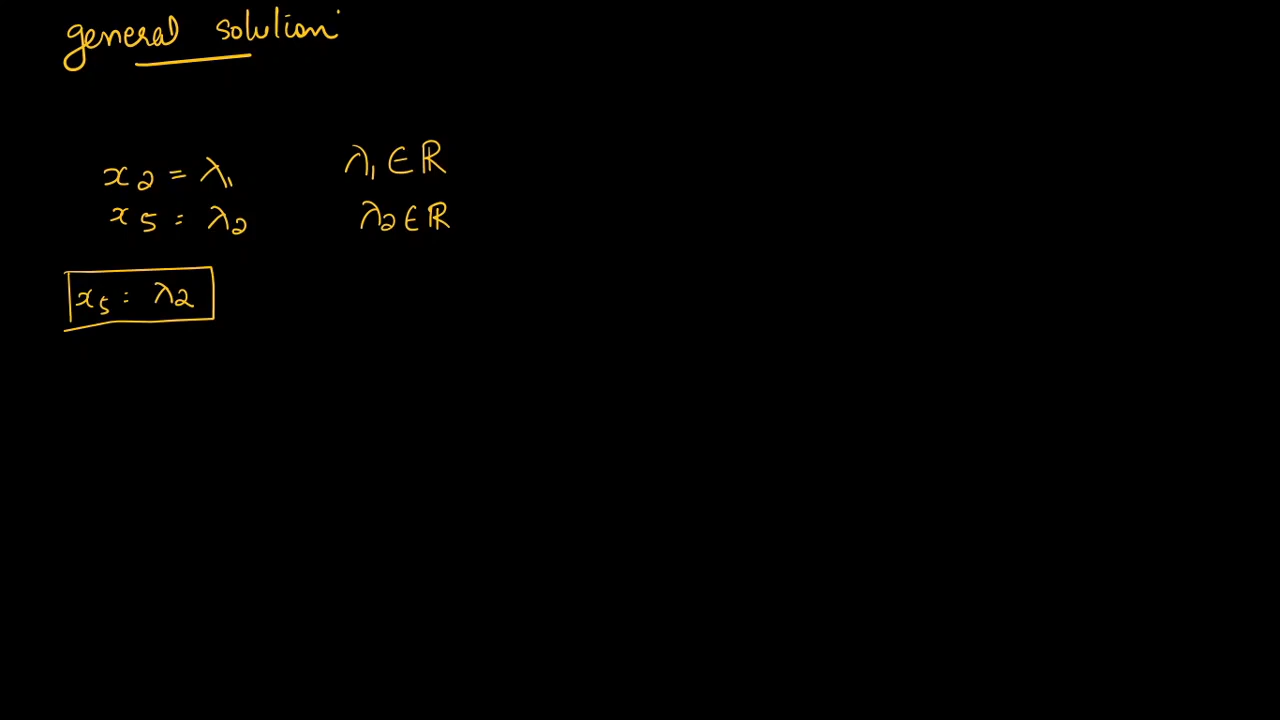 general solution
x₂ = λ₁ λ₁ ∈ ℝ
x₅ = λ₂ λ₂ ∈ ℝ
x₅ = λ₂